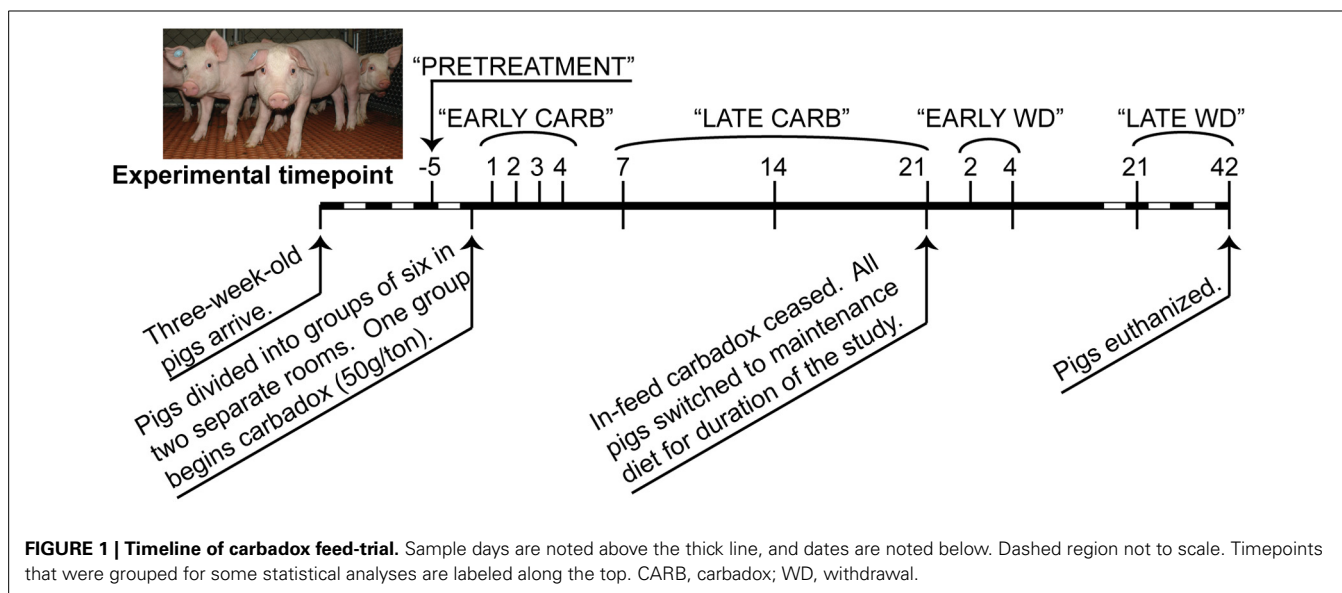 “PRETREATMENT”
“EARLY CARB”
“LATE CARB”
“EARLY WD”
“LATE WD”
Experimental timepoint
-5 1 2 3 4 7 14 21 2 4 21 42
Three-week-old
pigs arrive.
Pigs divided into groups of six in
two separate rooms. One group
begins carbadox (50g/ton).
In-feed carbadox ceased. All
pigs switched to maintenance
diet for duration of the study.
Pigs euthanized.
FIGURE 1 | Timeline of carbadox feed-trial. Sample days are noted above the thick line, and dates are noted below. Dashed region not to scale. Timepoints
that were grouped for some statistical analyses are labeled along the top. CARB, carbadox; WD, withdrawal.